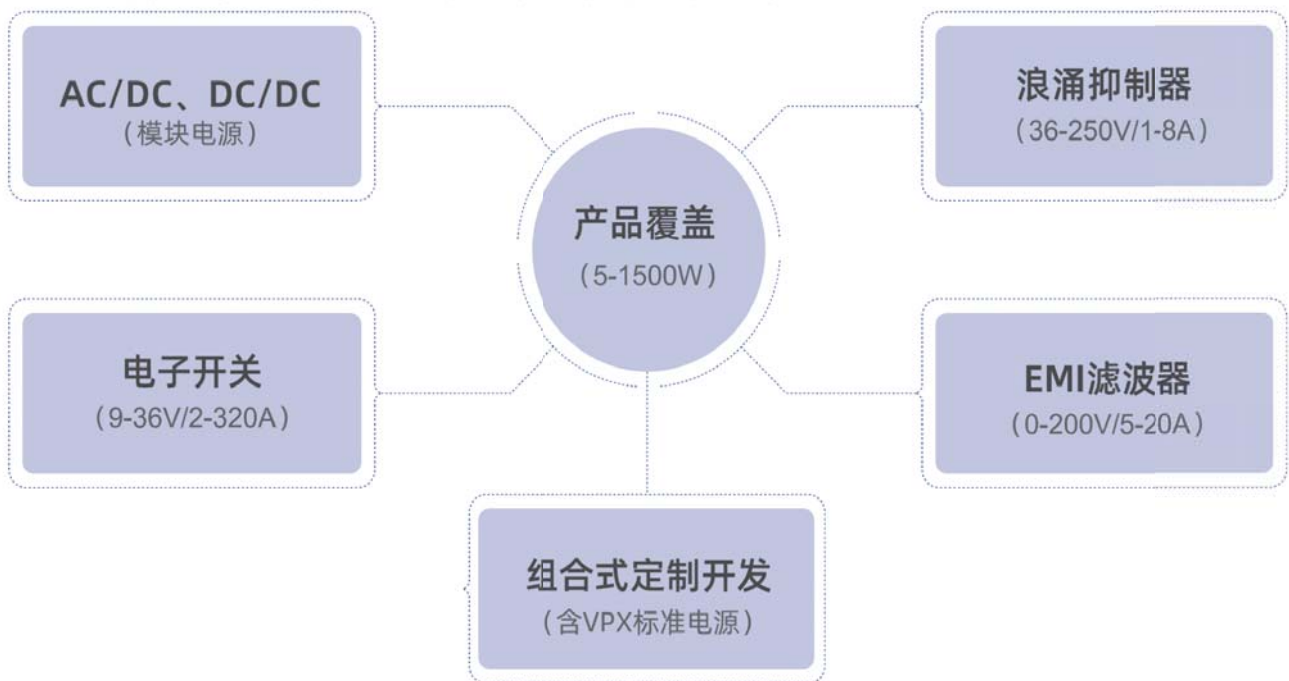 AC/DC、DC/DC
（模块电源）
浪涌抑制器
（36-250V/1-8A）
产品覆盖
（5-1500W）
电子开关
（9-36V/2-320A）
EMI滤波器
（0-200V/5-20A）
组合式定制开发
（含VPX标准电源）